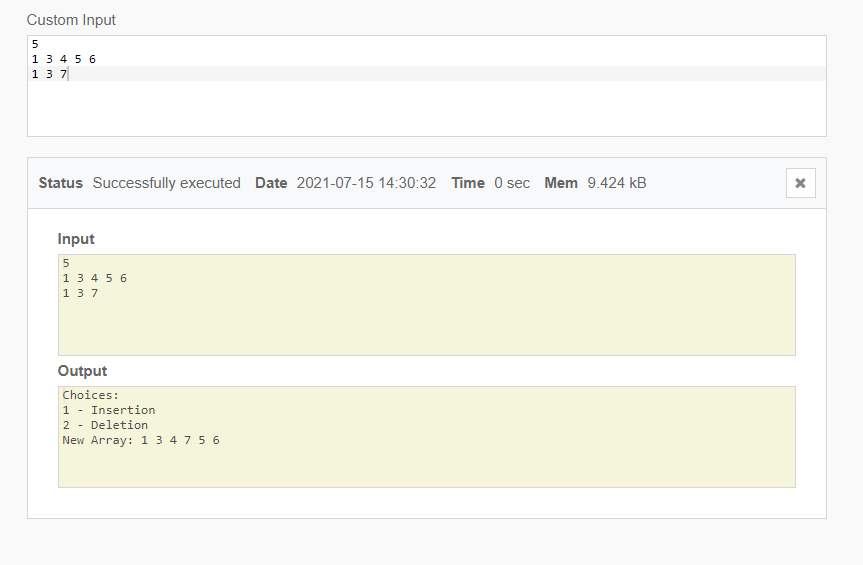 Custom Input
5
1 3 4 5 6
1 3 7
Status Successfully executed Date 2021-07-15 14:30:32 Time 0 sec Mem 9.424 kB
Input
5
1 3 4 5 6
1 3 7
Output
Choices:
1 - Insertion
2 - Deletion
New Array: 1 3 4 7 5 6